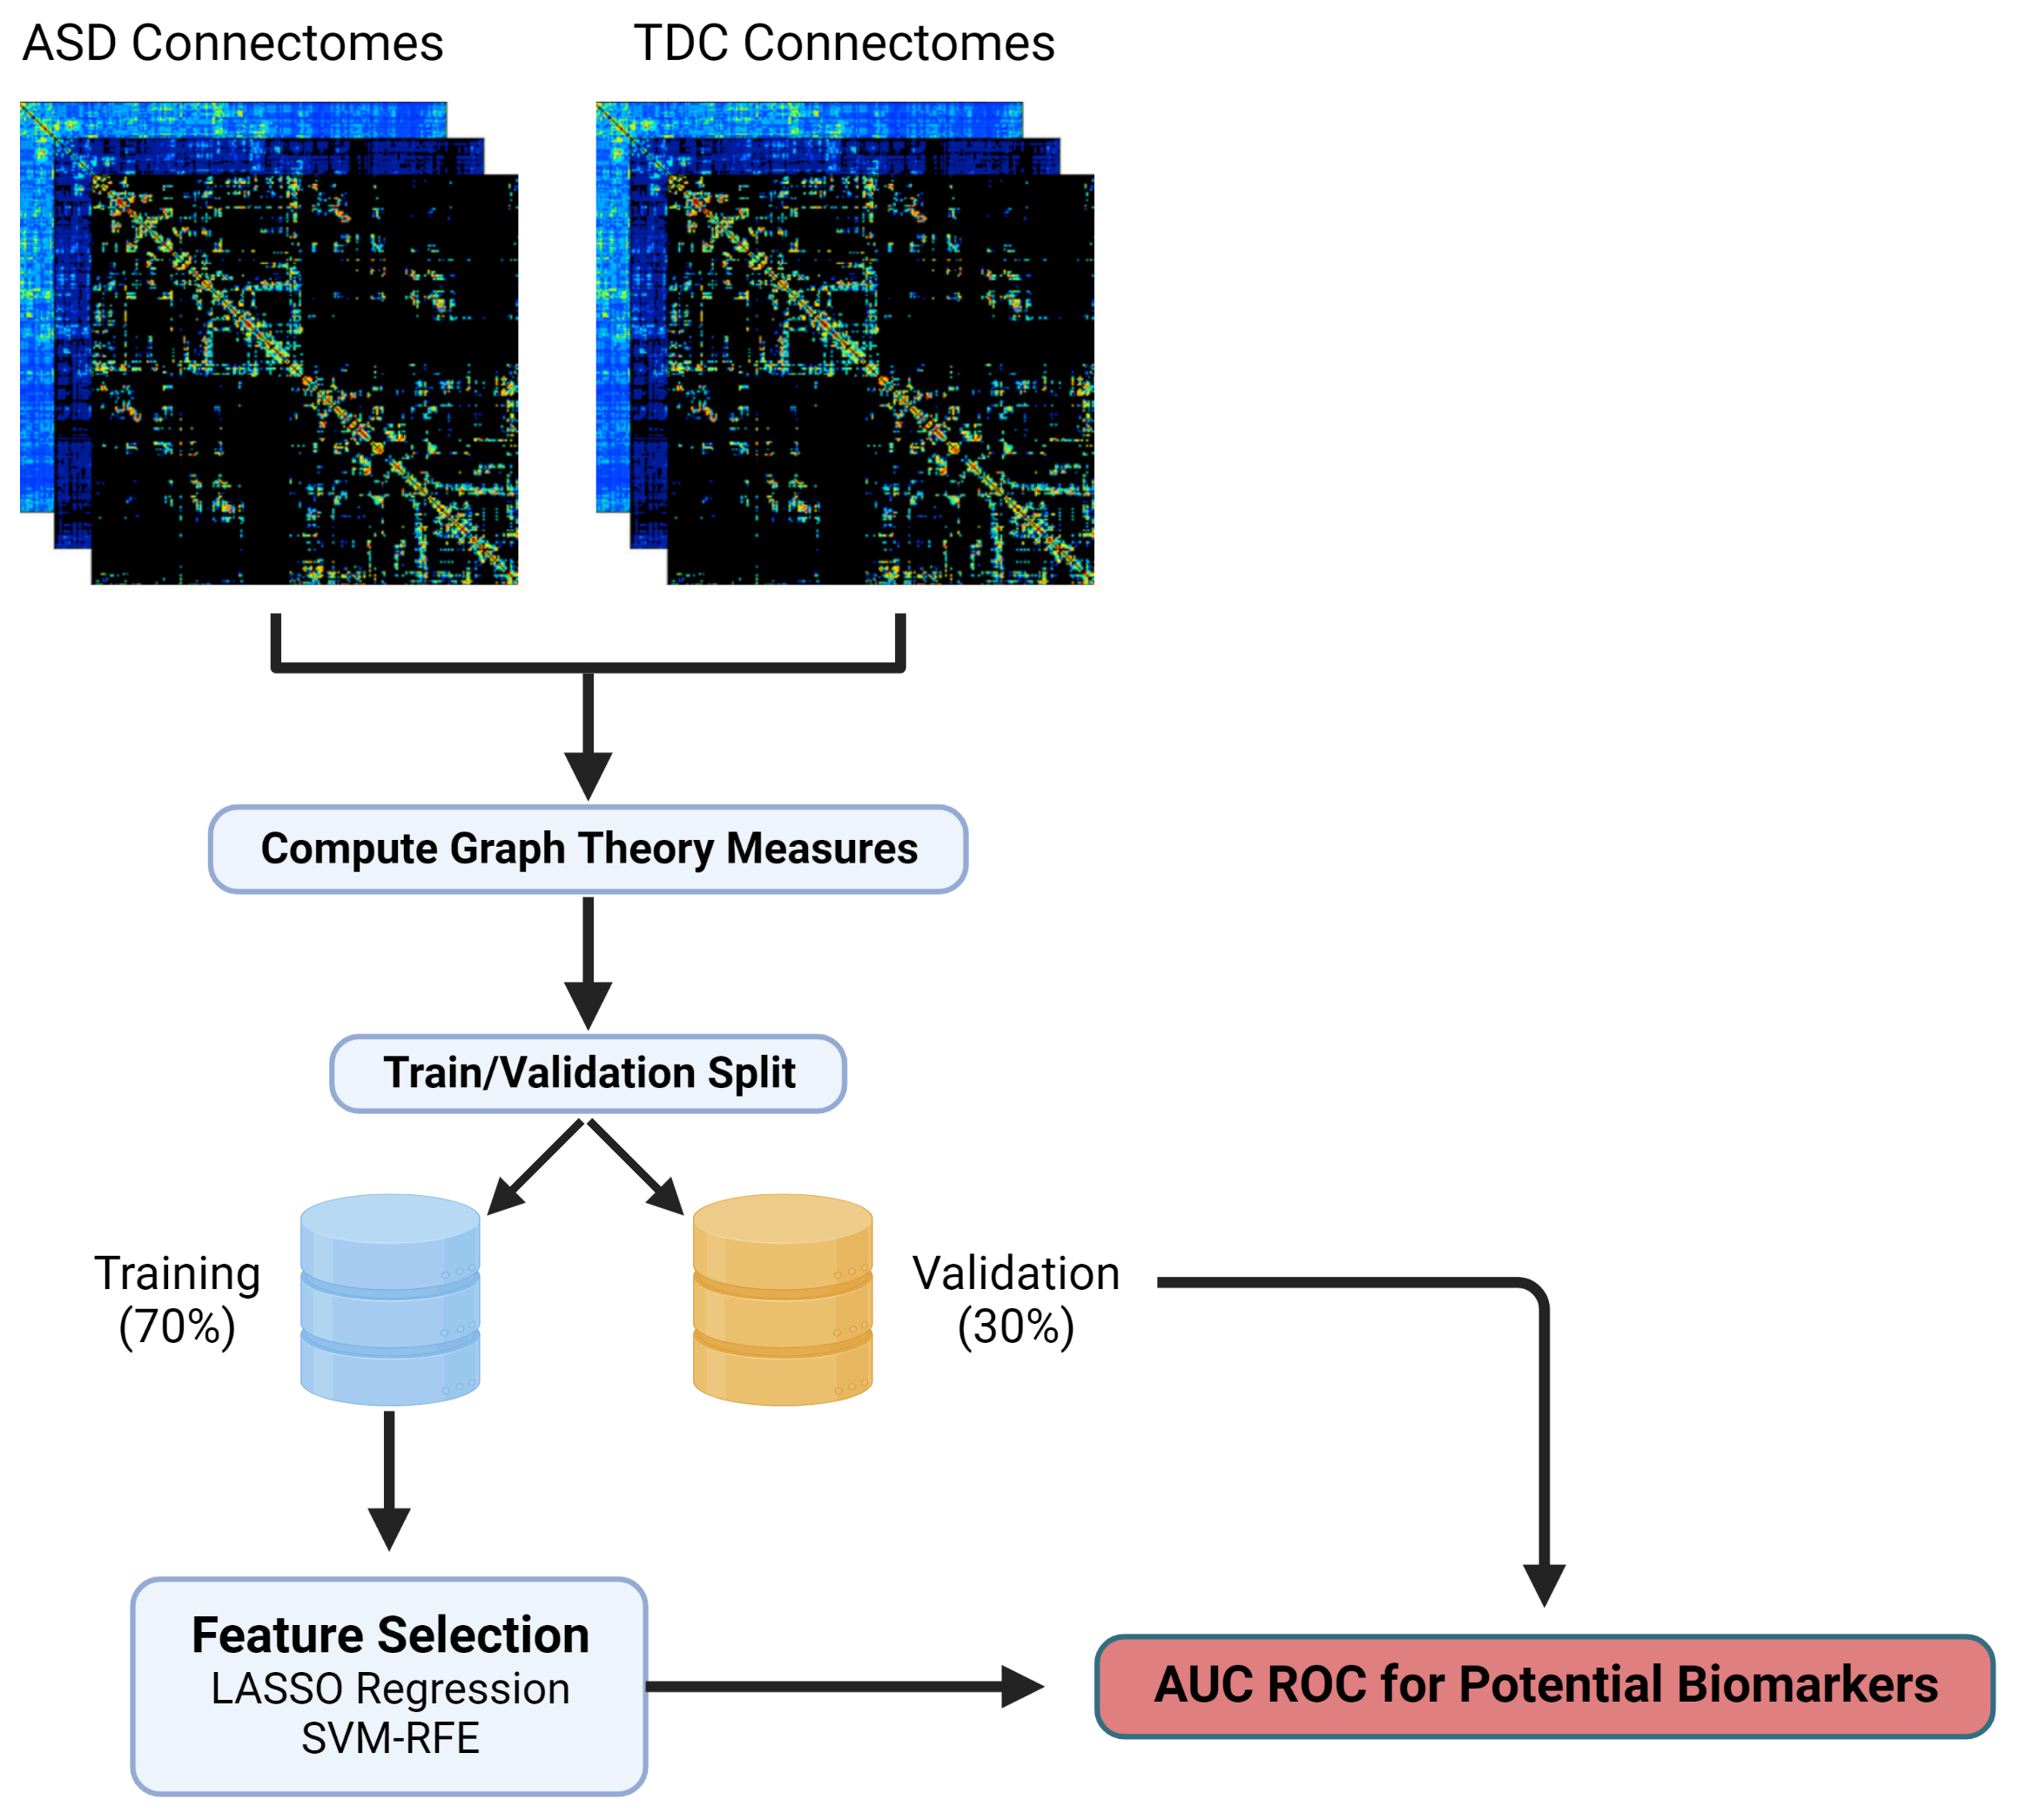 ASD Connectomes
TDC Connectomes
Compute Graph Theory Measures
Train/Validation Split
Training
(70%)
Validation
(30%)
Feature Selection
LASSO Regression
SVM-RFE
AUC ROC for Potential Biomarkers